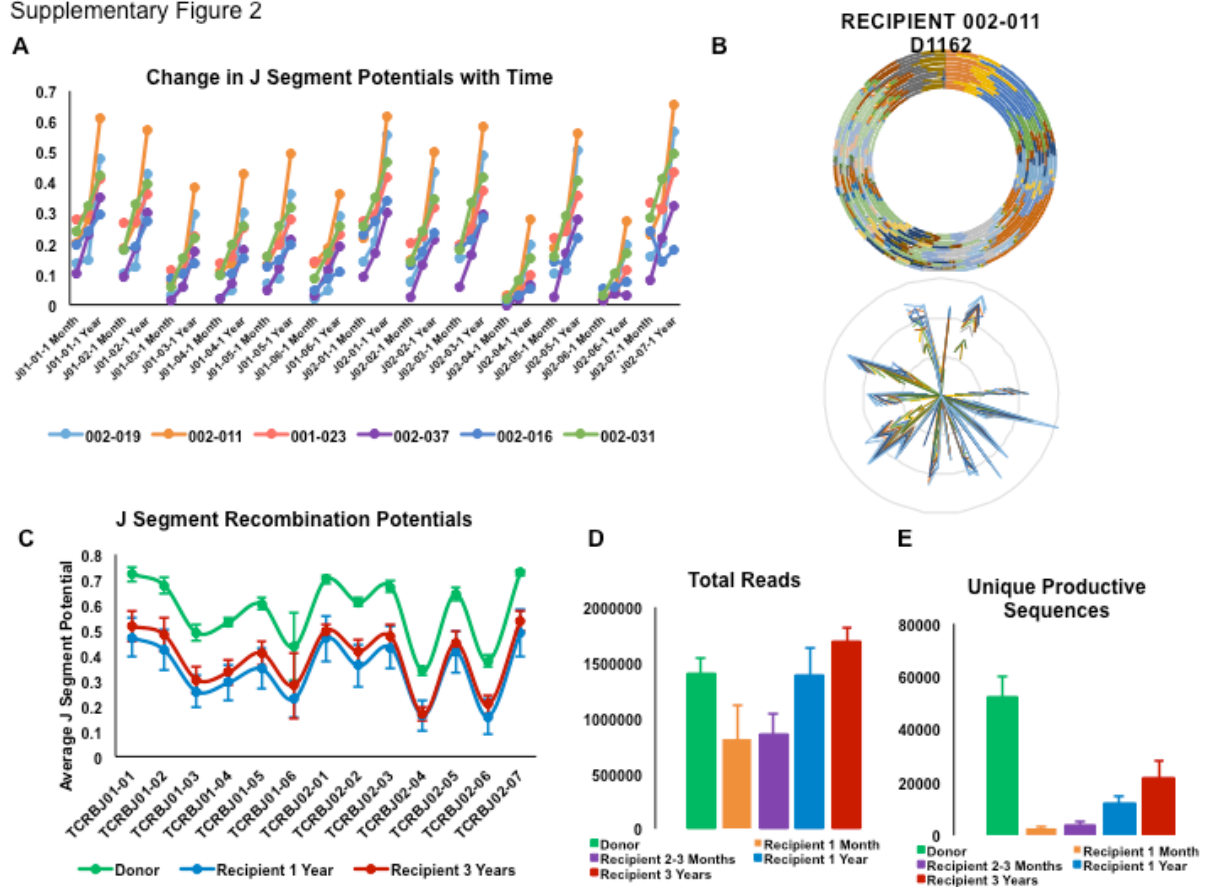 Supplementary Figure 2
A
Change in J Segment Potentials with Time
0.7
0.6
0.5
0.4
0.3
0.2
0.1
0
J01-01-1 Month
J01-01-1 Year
J01-02-1 Month
J01-02-1 Year
J01-03-1 Month
J01-03-1 Year
J01-04-1 Month
J01-04-1 Year
J01-05-1 Month
J01-05-1 Year
J01-06-1 Month
J01-06-1 Year
J02-01-1 Month
J02-01-1 Year
J02-02-1 Month
J02-02-1 Year
J02-03-1 Month
J02-03-1 Year
J02-04-1 Month
J02-04-1 Year
J02-05-1 Month
J02-05-1 Year
J02-06-1 Month
J02-06-1 Year
J02-07-1 Month
J02-07-1 Year
002-019 002-011 001-023 002-037 002-016 002-031
B
RECIPIENT 002-011
D1162
C
J Segment Recombination Potentials
Average J Segment Potential
0.8
0.7
0.6
0.5
0.4
0.3
0.2
0.1
0
TCRBJ01-01
TCRBJ01-02
TCRBJ01-03
TCRBJ01-04
TCRBJ01-05
TCRBJ01-06
TCRBJ02-01
TCRBJ02-02
TCRBJ02-03
TCRBJ02-04
TCRBJ02-05
TCRBJ02-06
TCRBJ02-07
Donor Recipient 1 Year Recipient 3 Years
D
Total Reads
2000000
1500000
1000000
500000
0
Donor Recipient 1 Month
Recipient 2-3 Months Recipient 1 Year
Recipient 3 Years
E
Unique Productive
Sequences
80000
60000
40000
20000
0
Donor Recipient 1 Month
Recipient 2-3 Months Recipient 1 Year
Recipient 3 Years